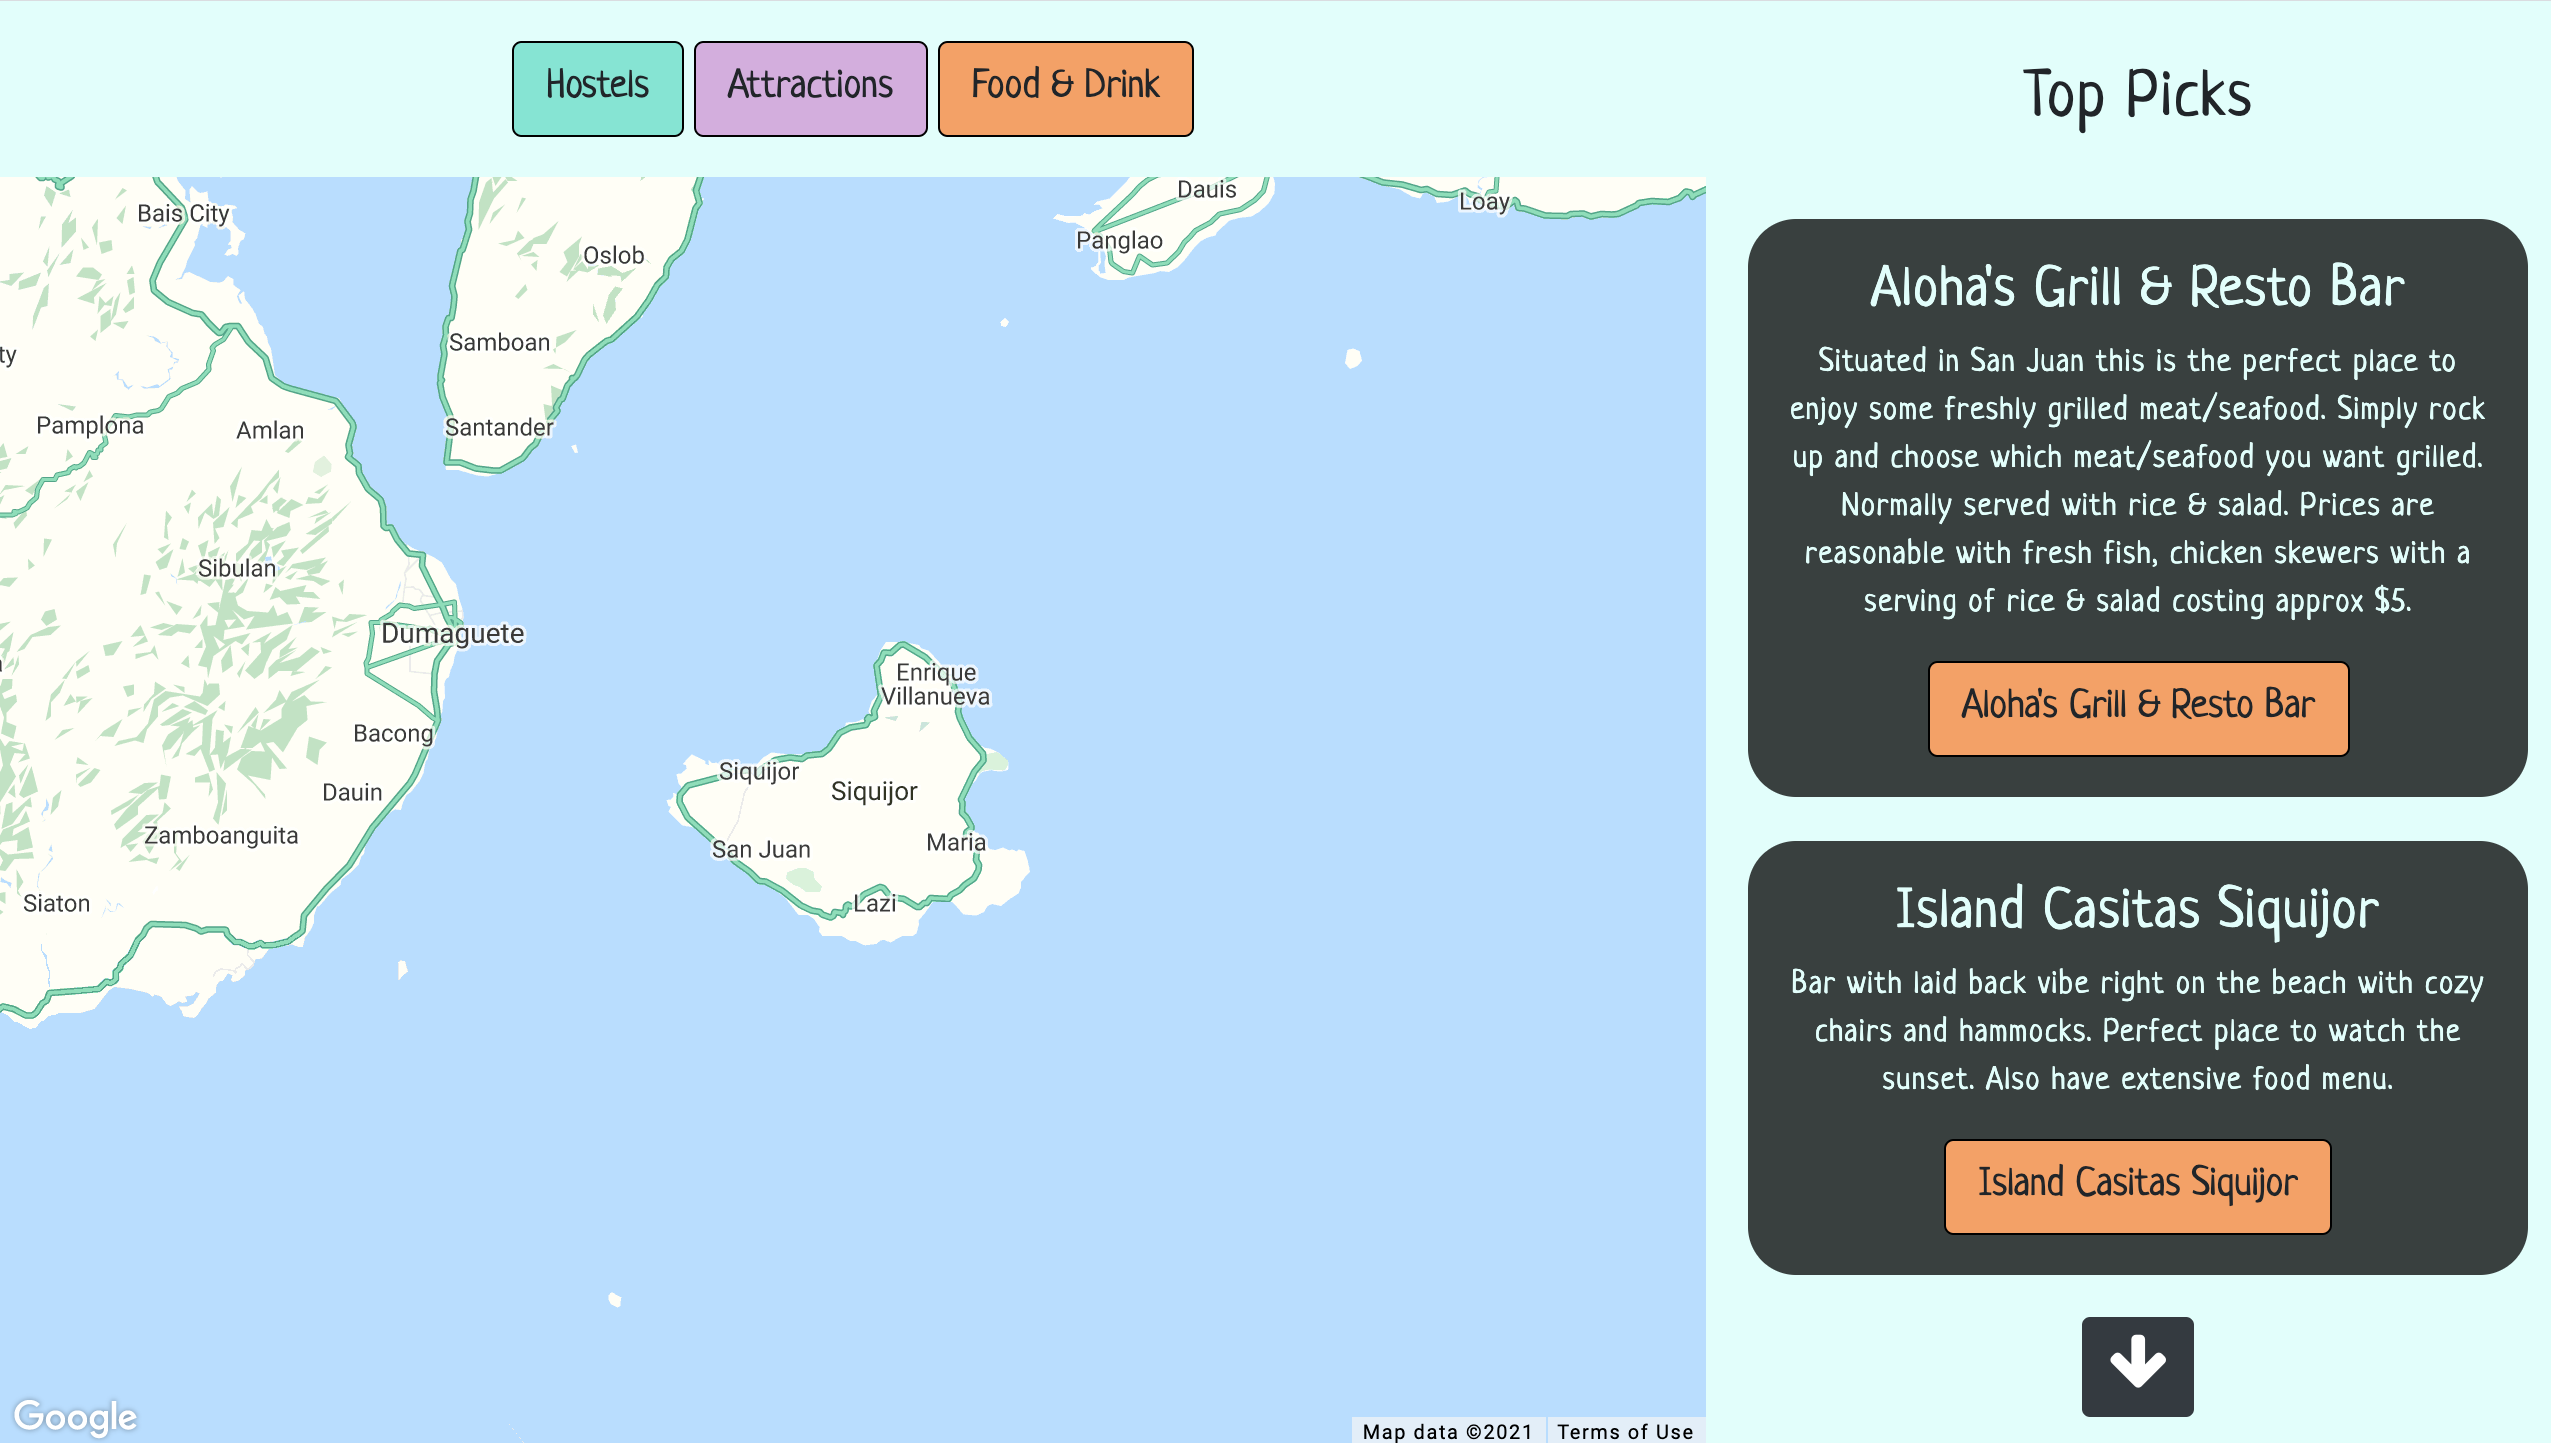 Hostels
Attractions
Food & Drink
Top Picks
Bais City
Dauis
Loay
Panglao
Oslob
Samboan
ty
Pamplona
Amlan
Santander
Sibulan
Dumaguete
Enrique
Villanueva
Bacong
Siquijor
Siquijor
Dauin
Zamboanguita
San Juan
Maria
Siaton
Lazi
Google
Map data ©2021
Terms of Use
Aloha's Grill & Resto Bar
Situated in San Juan this is the perfect place to
enjoy some freshly grilled meat/seafood. Simply rock
up and choose which meat/seafood you want grilled.
Normally served with rice & salad. Prices are
reasonable with fresh fish, chicken skewers with a
serving of rice & salad costing approx $5.
Aloha's Grill & Resto Bar
Island Casitas Siquijor
Bar with laid back vibe right on the beach with cozy
chairs and hammocks. Perfect place to watch the
sunset. Also have extensive food menu.
Island Casitas Siquijor